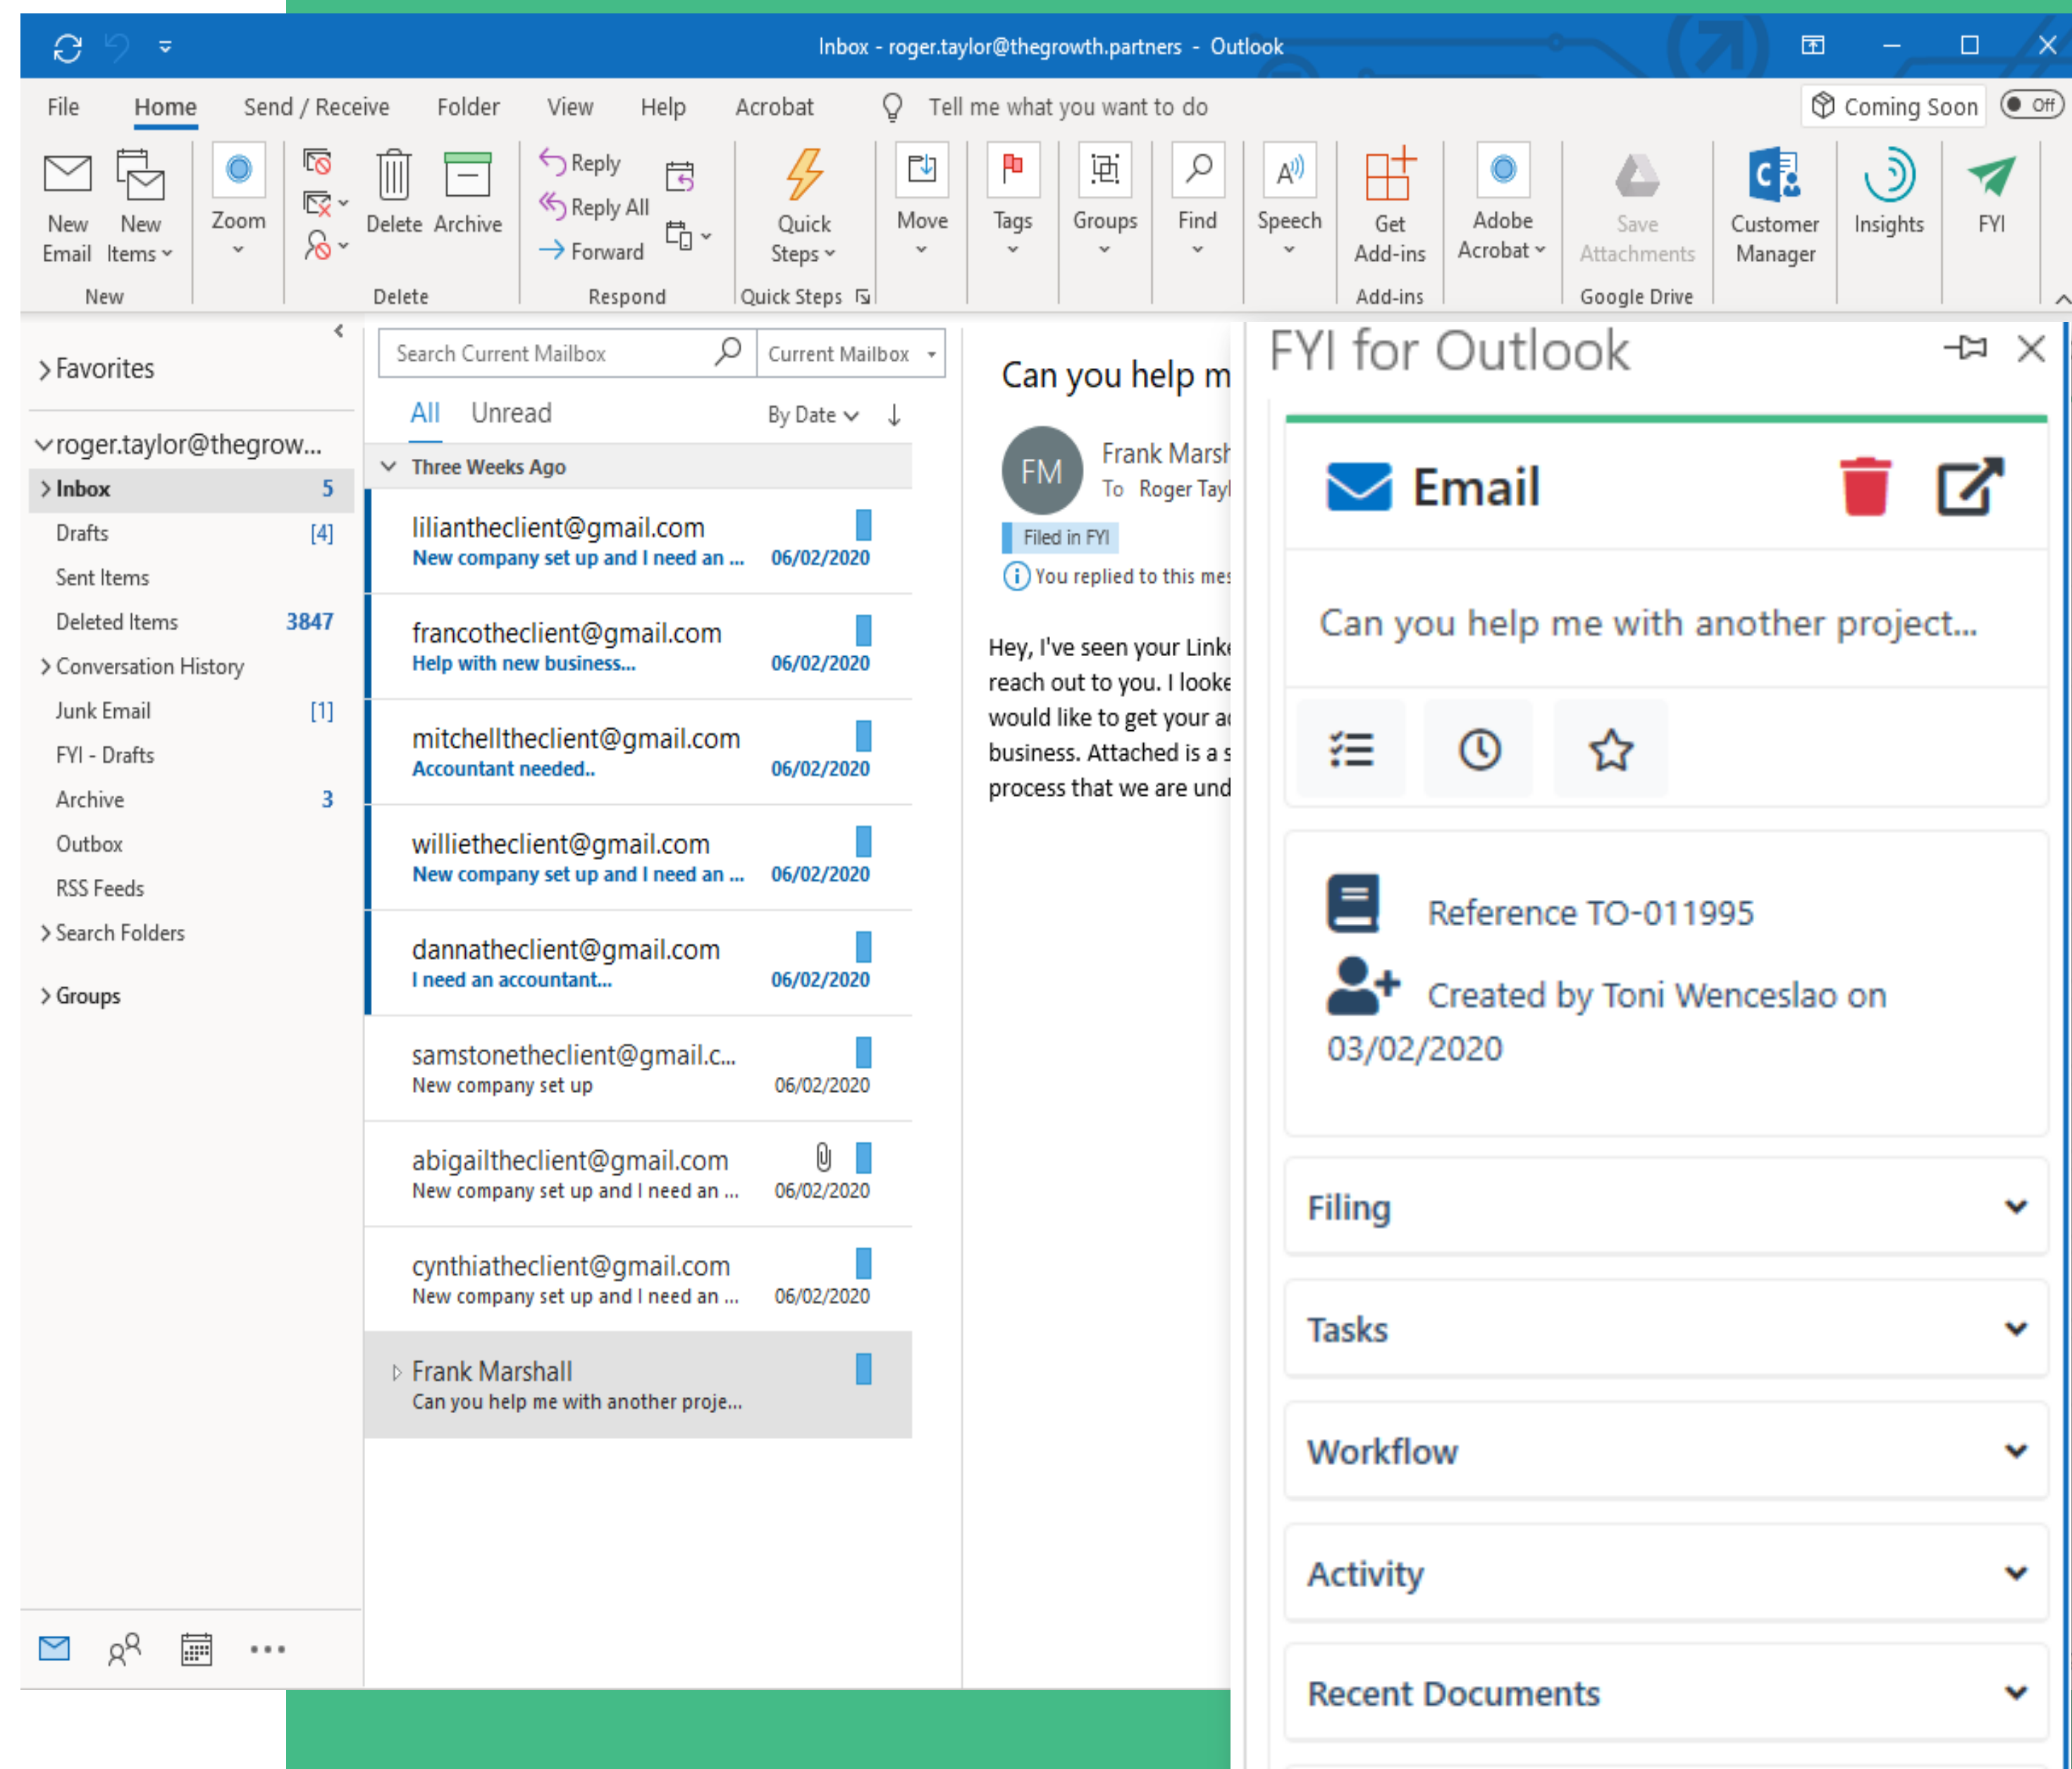 Inbox - roger.taylor@thegrowth.partners - Outlook
File Home Send / Receive Folder View Help Acrobat Tell me what you want to do Coming Soon Off
New Email
New Items
New
Zoom
Delete
Archive
Delete
Reply
Reply All
Forward
Respond
Quick Steps
Quick Steps
Move
Tags
Groups
Find
Speech
Get Add-ins
Add-ins
Adobe Acrobat
Save Attachments
Google Drive
Customer Manager
Insights
FYI
Favorites
roger.taylor@thegrow...
Inbox 5
Drafts [4]
Sent Items
Deleted Items 3847
Conversation History
Junk Email [1]
FYI - Drafts
Archive 3
Outbox
RSS Feeds
Search Folders
Groups
Search Current Mailbox Current Mailbox
All Unread By Date
Three Weeks Ago
liliantheclient@gmail.com
New company set up and I need an ... 06/02/2020
francotheclient@gmail.com
Help with new business... 06/02/2020
mitchelltheclient@gmail.com
Accountant needed.. 06/02/2020
willietheclient@gmail.com
New company set up and I need an ... 06/02/2020
dannatheclient@gmail.com
I need an accountant... 06/02/2020
samstonetheclient@gmail.c...
New company set up 06/02/2020
abigailtheclient@gmail.com
New company set up and I need an ... 06/02/2020
cynthiatheclient@gmail.com
New company set up and I need an ... 06/02/2020
Frank Marshall
Can you help me with another proje...
Can you help m
FM
Frank Marsh
To Roger Tayl
Filed in FYI
You replied to this mes
Hey, I've seen your Linke
reach out to you. I looke
would like to get your a
business. Attached is a s
process that we are und
FYI for Outlook
Email
Can you help me with another project...
Reference TO-011995
Created by Toni Wenceslao on
03/02/2020
Filing
Tasks
Workflow
Activity
Recent Documents